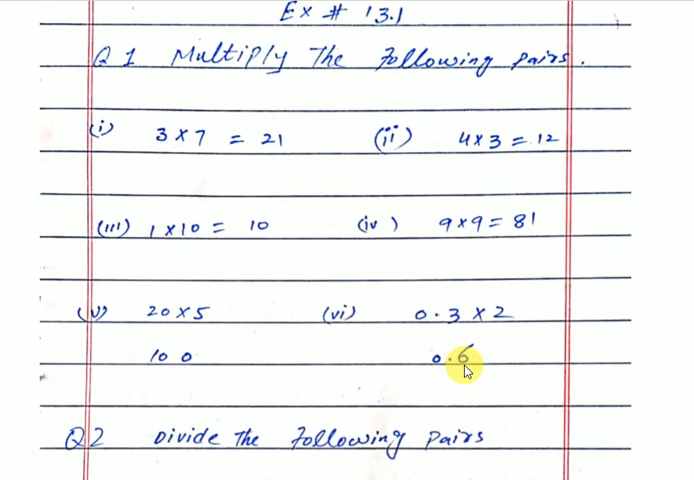 Ex # 13.1
Q 1 Multiply The Following pairs.
(i) 3 x 7 = 21 (ii) 4 x 3 = 12
(iii) 1 x 10 = 10 (iv) 9 x 9 = 81
(v) 20 x 5 (vi) 0.3 x 2
100 0.6
Q2 Divide The Following Pairs